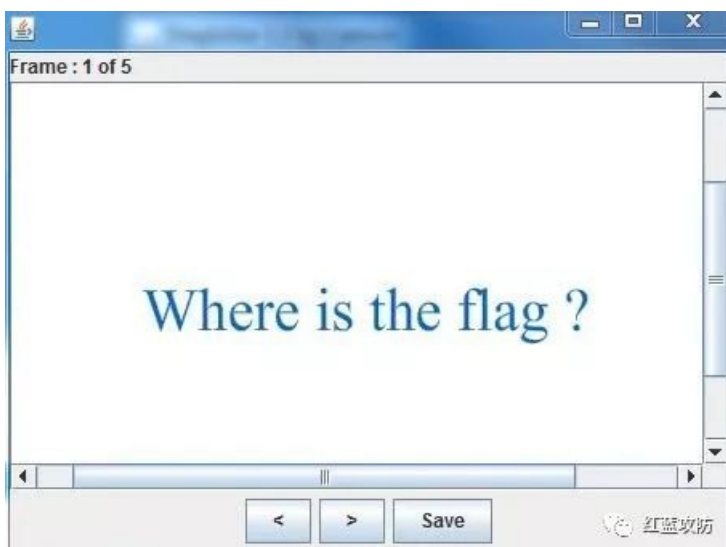 Frame : 1 of 5
Where is the flag ?
< > Save
红蓝攻防